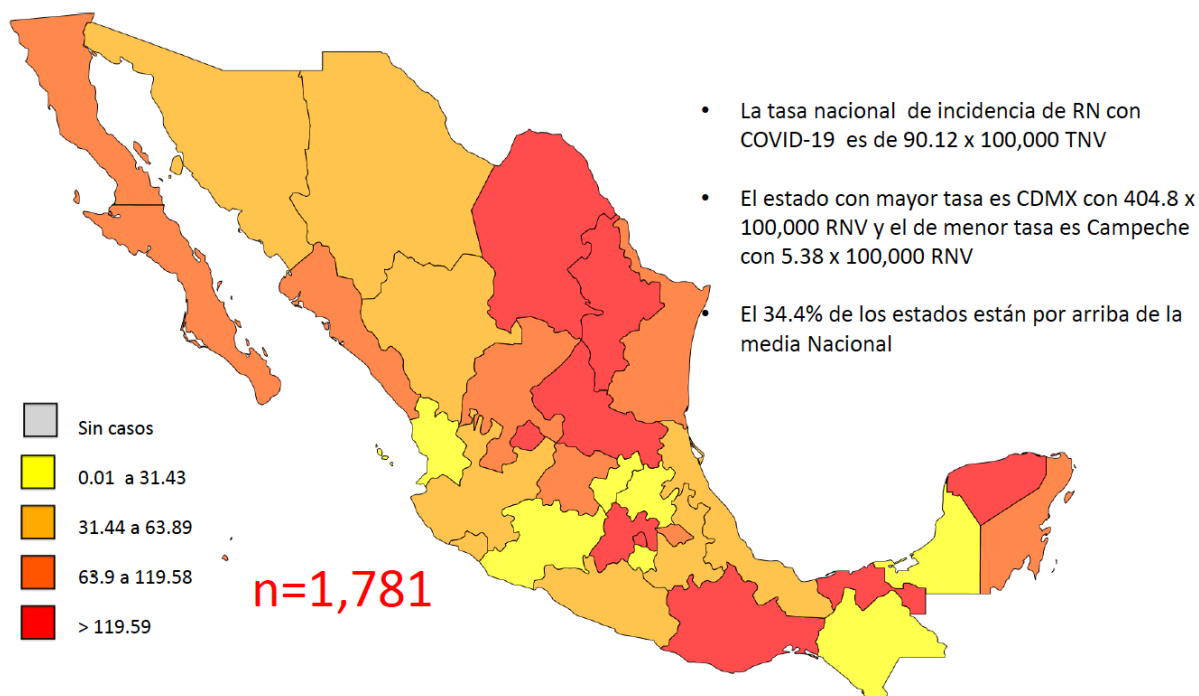 • La tasa nacional de incidencia de RN con
COVID-19 es de 90.12 x 100,000 TNV
• El estado con mayor tasa es CDMX con 404.8 x
100,000 RNV y el de menor tasa es Campeche
con 5.38 x 100,000 RNV
• El 34.4% de los estados están por arriba de la
media Nacional
Sin casos
0.01 a 31.43
31.44 a 63.89
63.9 a 119.58
> 119.59
n=1,781